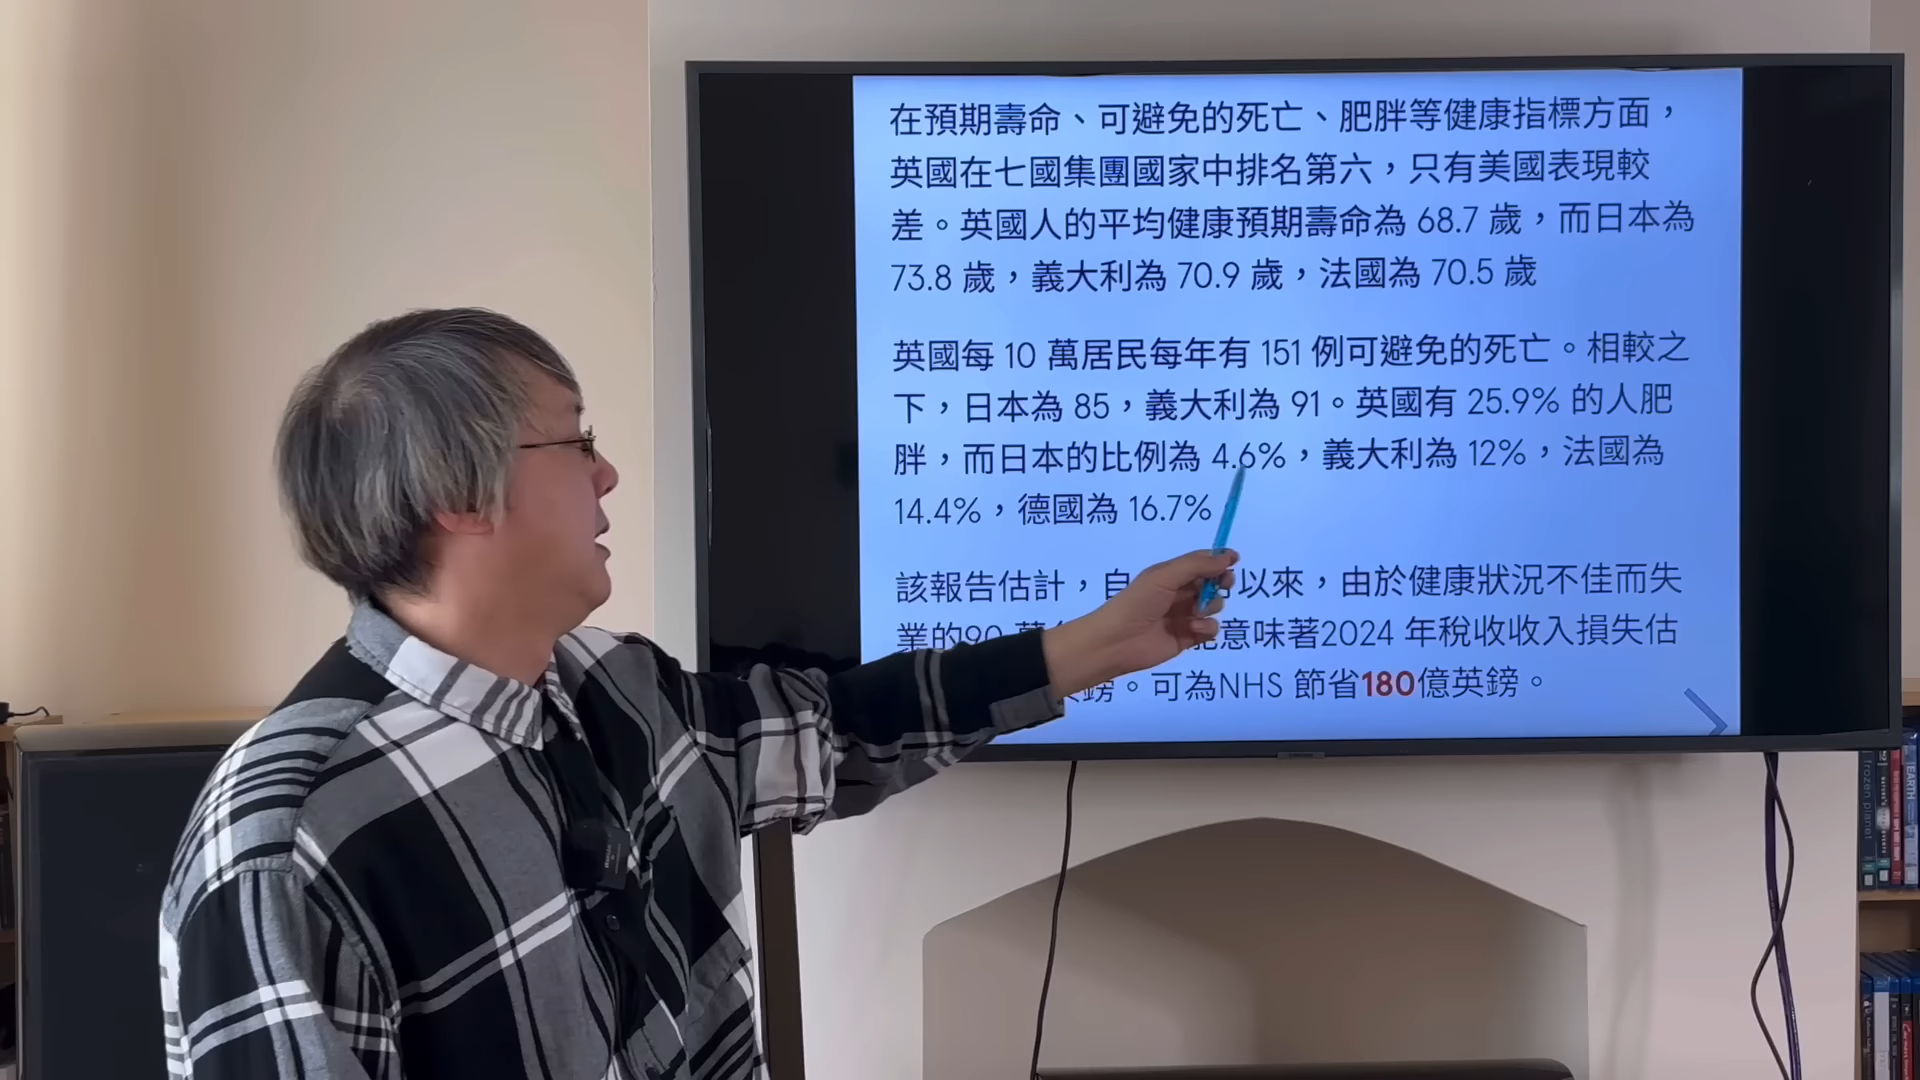 在預期壽命、可避免的死亡、肥胖等健康指標方面，
英國在七國集團國家中排名第六，只有美國表現較
差。英國人的平均健康預期壽命為 68.7 歲，而日本為
73.8 歲，義大利為 70.9 歲，法國為 70.5 歲
英國每 10 萬居民每年有 151 例可避免的死亡。相較之
下，日本為 85，義大利為 91。英國有 25.9% 的人肥
胖，而日本的比例為 4.6%，義大利為 12%，法國為
14.4%，德國為 16.7%
該報告估計，自 以來，由於健康狀況不佳而失
業的90 意味著2024 年稅收收入損失估
鎊。可為NHS 節省180億英鎊。
frozen planet
EARTH